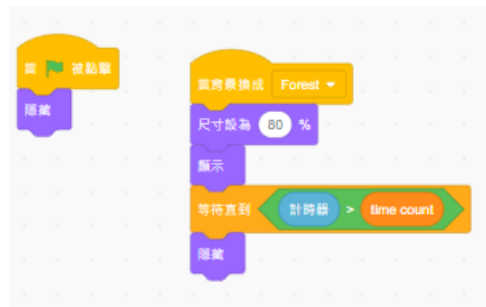 當 被點擊
隱藏
當背景換成 Forest
尺寸設為 80 %
顯示
等待直到 計時器 > time count
隱藏